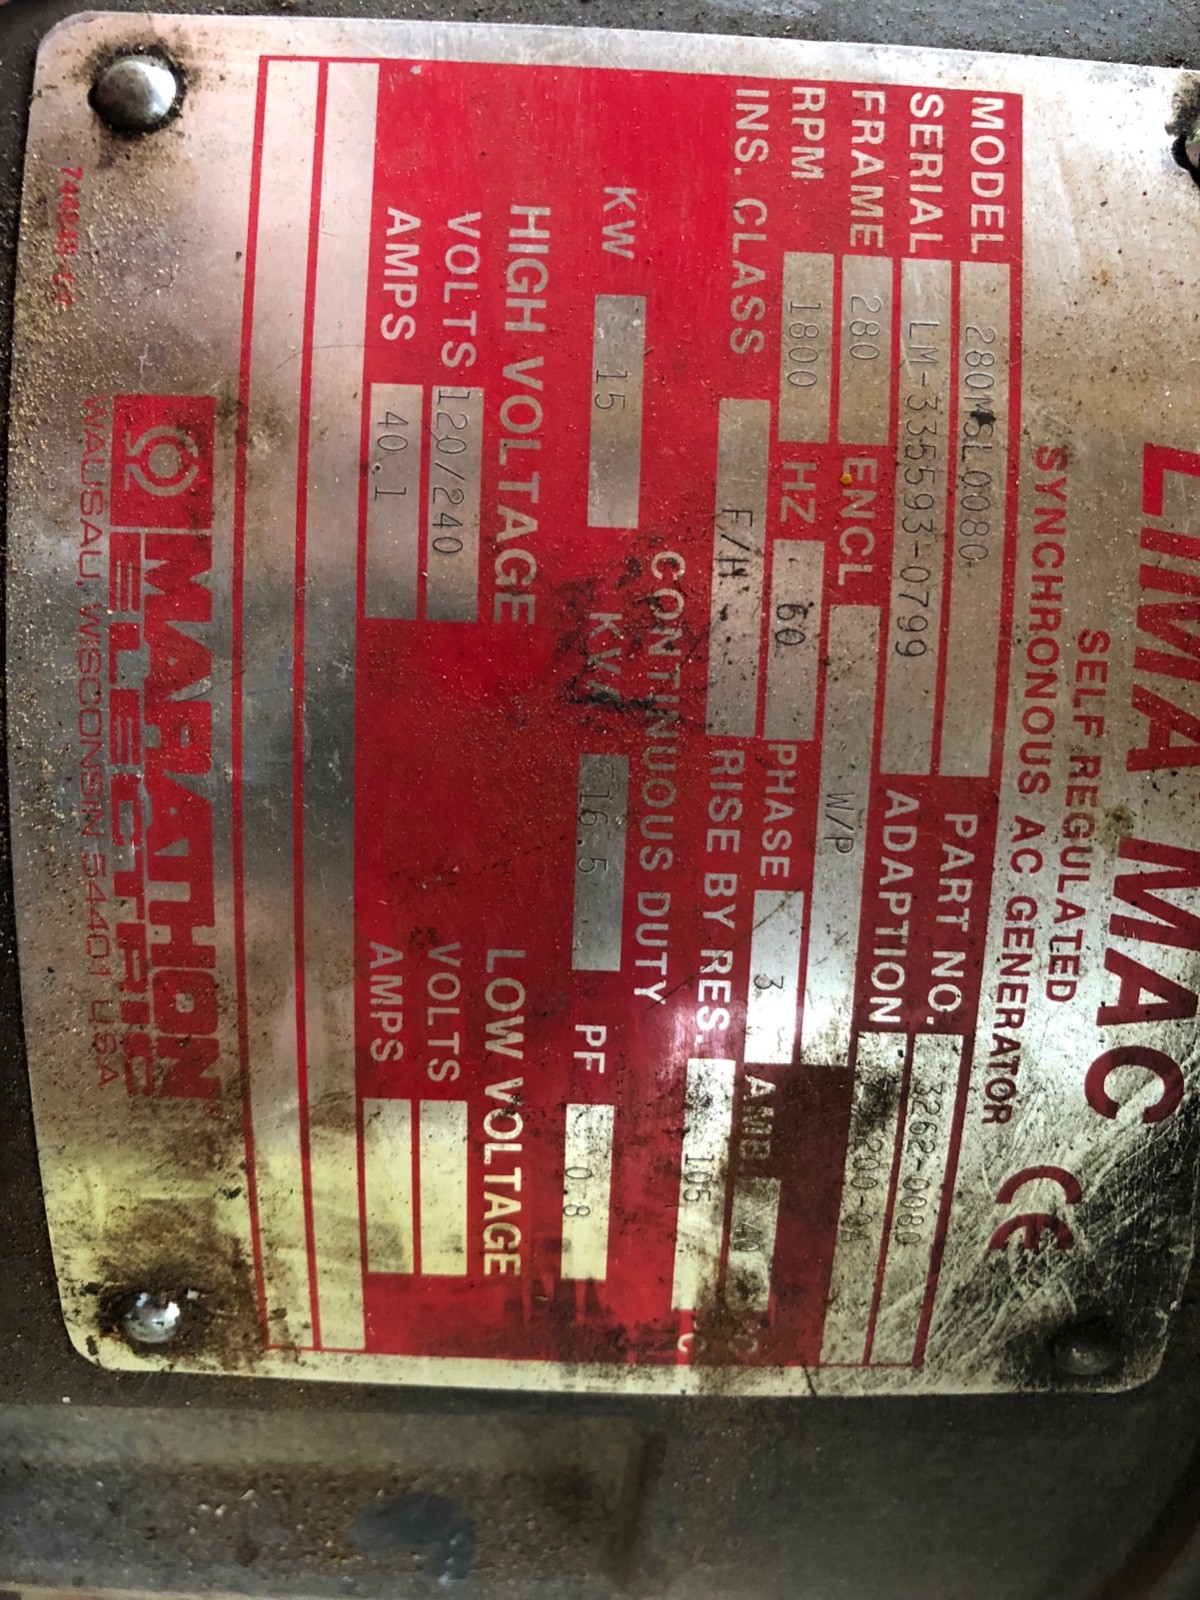 LIMA MAC
SELF REGULATED
SYNCHRONOUS AC GENERATOR
CE
MODEL 280MSL0080 PART NO. 3262-0080
SERIAL LM-335593-0799 ADAPTION
FRAME 280 ENCL W/P
RPM 1800 HZ 60 PHASE 3 AMB. 40 °C
INS. CLASS F/H RISE BY RES. 105 °C
CONTINUOUS DUTY
KW 15 KVA 16.5 PF 0.8
HIGH VOLTAGE LOW VOLTAGE
VOLTS 120/240 VOLTS
AMPS 40.1 AMPS
MARATHON®
ELECTRIC
WAUSAU, WISCONSIN 54401 U.S.A